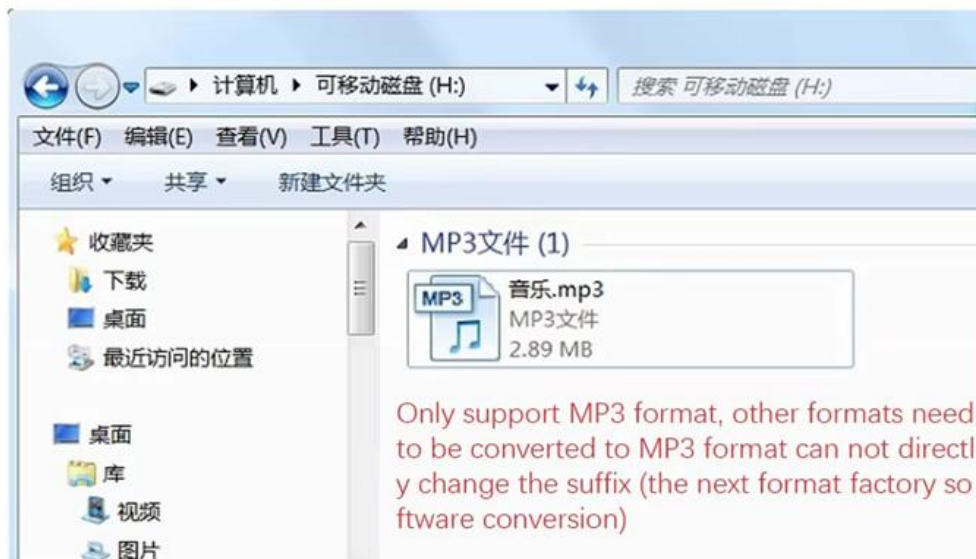 计算机 ▸ 可移动磁盘 (H:)
搜索 可移动磁盘 (H:)
文件(F) 编辑(E) 查看(V) 工具(T) 帮助(H)
组织 共享 新建文件夹
收藏夹
下载
桌面
最近访问的位置
桌面
库
视频
图片
MP3文件 (1)
MP3
音乐.mp3
MP3文件
2.89 MB
Only support MP3 format, other formats need
to be converted to MP3 format can not directl
y change the suffix (the next format factory so
ftware conversion)